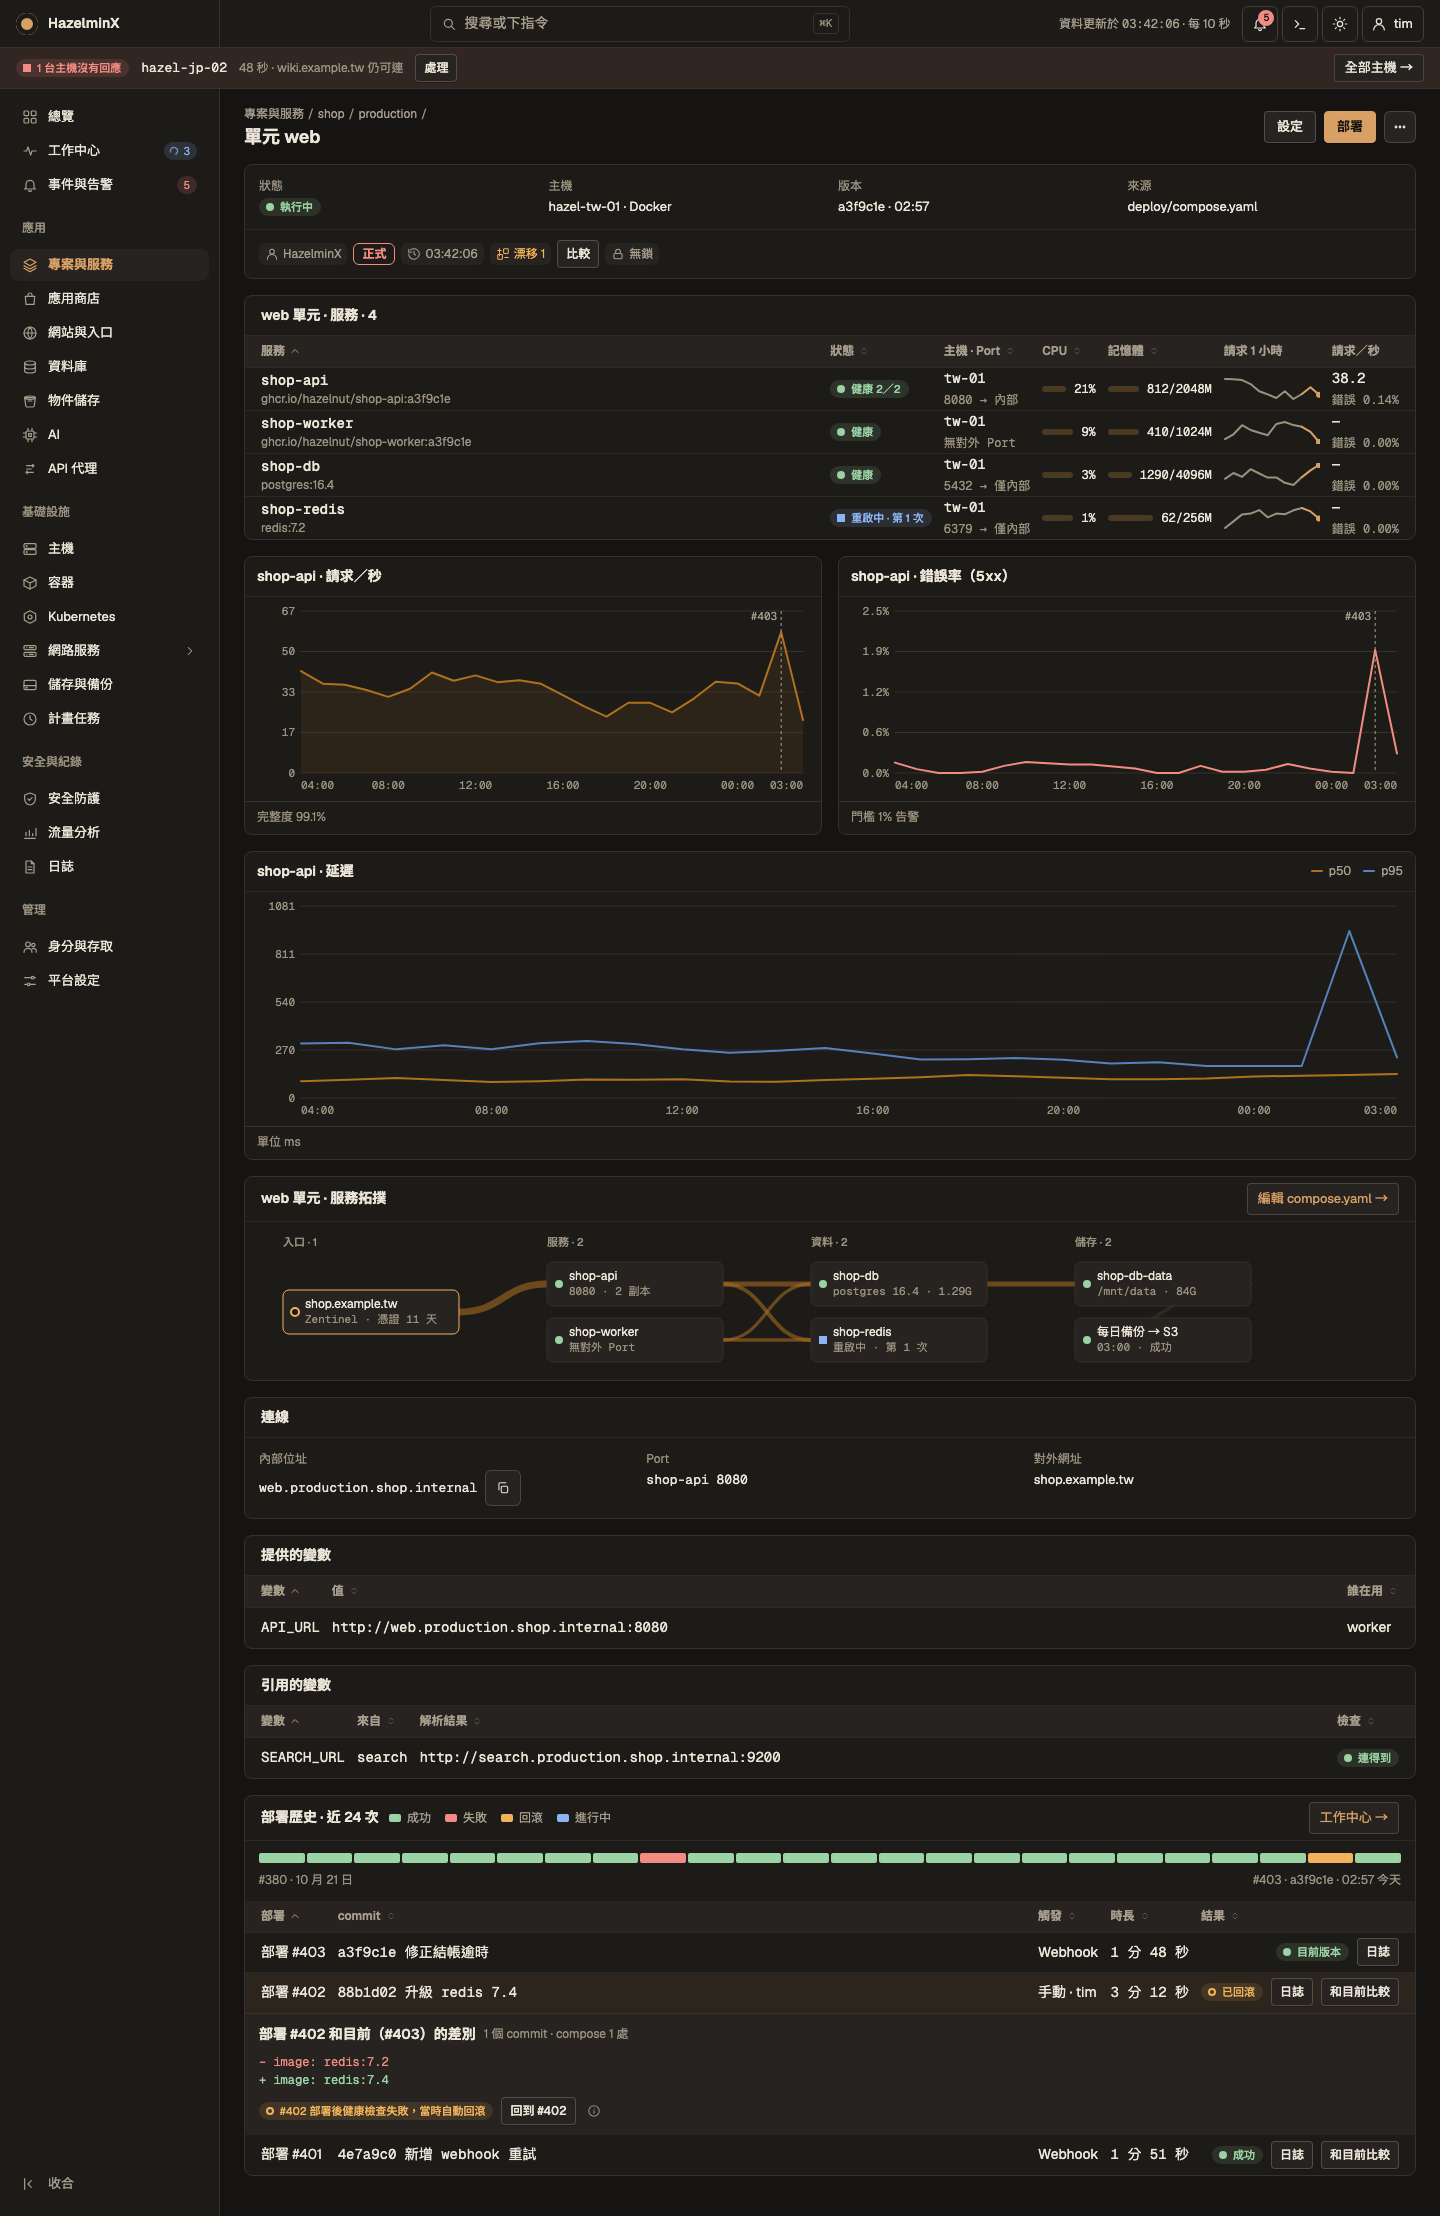 HazelminX
搜尋或下指令
⌘K
資料更新於 03:42:06 · 每 10 秒
5
tim
1 台主機沒有回應 hazel-jp-02 48 秒 · wiki.example.tw 仍可連 處理
全部主機 →
總覽
工作中心 3
事件與告警 5
應用
專案與服務
應用商店
網站與入口
資料庫
物件儲存
AI
API 代理
基礎設施
主機
容器
Kubernetes
網路服務
儲存與備份
計畫任務
安全與紀錄
安全防護
流量分析
日誌
管理
身分與存取
平台設定
收合
專案與服務 / shop / production /
單元 web
設定 部署
狀態 主機 版本 來源
執行中 hazel-tw-01 · Docker a3f9c1e · 02:57 deploy/compose.yaml
HazelminX 正式 03:42:06 漂移 1 比較 無鎖
web 單元 · 服務 · 4
服務 狀態 主機 · Port CPU 記憶體 請求 1 小時 請求／秒
shop-api 健康 2／2 tw-01 21% 812/2048M 38.2
ghcr.io/hazelnut/shop-api:a3f9c1e 8080 → 內部 錯誤 0.14%
shop-worker 健康 tw-01 9% 410/1024M —
ghcr.io/hazelnut/shop-worker:a3f9c1e 無對外 Port 錯誤 0.00%
shop-db 健康 tw-01 3% 1290/4096M —
postgres:16.4 5432 → 僅內部 錯誤 0.00%
shop-redis 重啟中 · 第 1 次 tw-01 1% 62/256M —
redis:7.2 6379 → 僅內部 錯誤 0.00%
shop-api · 請求／秒
67
50
33
17
0
#403
04:00 08:00 12:00 16:00 20:00 00:00 03:00
完整度 99.1%
shop-api · 錯誤率（5xx）
2.5%
1.9%
1.2%
0.6%
0.0%
#403
04:00 08:00 12:00 16:00 20:00 00:00 03:00
門檻 1% 告警
shop-api · 延遲
p50 p95
1081
811
540
270
0
04:00 08:00 12:00 16:00 20:00 00:00 03:00
單位 ms
web 單元 · 服務拓撲
編輯 compose.yaml →
入口 · 1 服務 · 2 資料 · 2 儲存 · 2
shop.example.tw
Zentinel · 憑證 11 天
shop-api
8080 · 2 副本
shop-worker
無對外 Port
shop-db
postgres 16.4 · 1.29G
shop-redis
重啟中 · 第 1 次
shop-db-data
/mnt/data · 84G
每日備份 → S3
03:00 · 成功
連線
內部位址 Port 對外網址
web.production.shop.internal shop-api 8080 shop.example.tw
提供的變數
變數 值 誰在用
API_URL http://web.production.shop.internal:8080 worker
引用的變數
變數 來自 解析結果 檢查
SEARCH_URL search http://search.production.shop.internal:9200 連得到
部署歷史 · 近 24 次 成功 失敗 回滾 進行中
工作中心 →
#380 · 10 月 21 日 #403 · a3f9c1e · 02:57 今天
部署 commit 觸發 時長 結果
部署 #403 a3f9c1e 修正結帳逾時 Webhook 1 分 48 秒 目前版本 日誌
部署 #402 88b1d02 升級 redis 7.4 手動 · tim 3 分 12 秒 已回滾 日誌 和目前比較
部署 #402 和目前（#403）的差別 1 個 commit · compose 1 處
- image: redis:7.2
+ image: redis:7.4
#402 部署後健康檢查失敗，當時自動回滾 回到 #402
部署 #401 4e7a9c0 新增 webhook 重試 Webhook 1 分 51 秒 成功 日誌 和目前比較